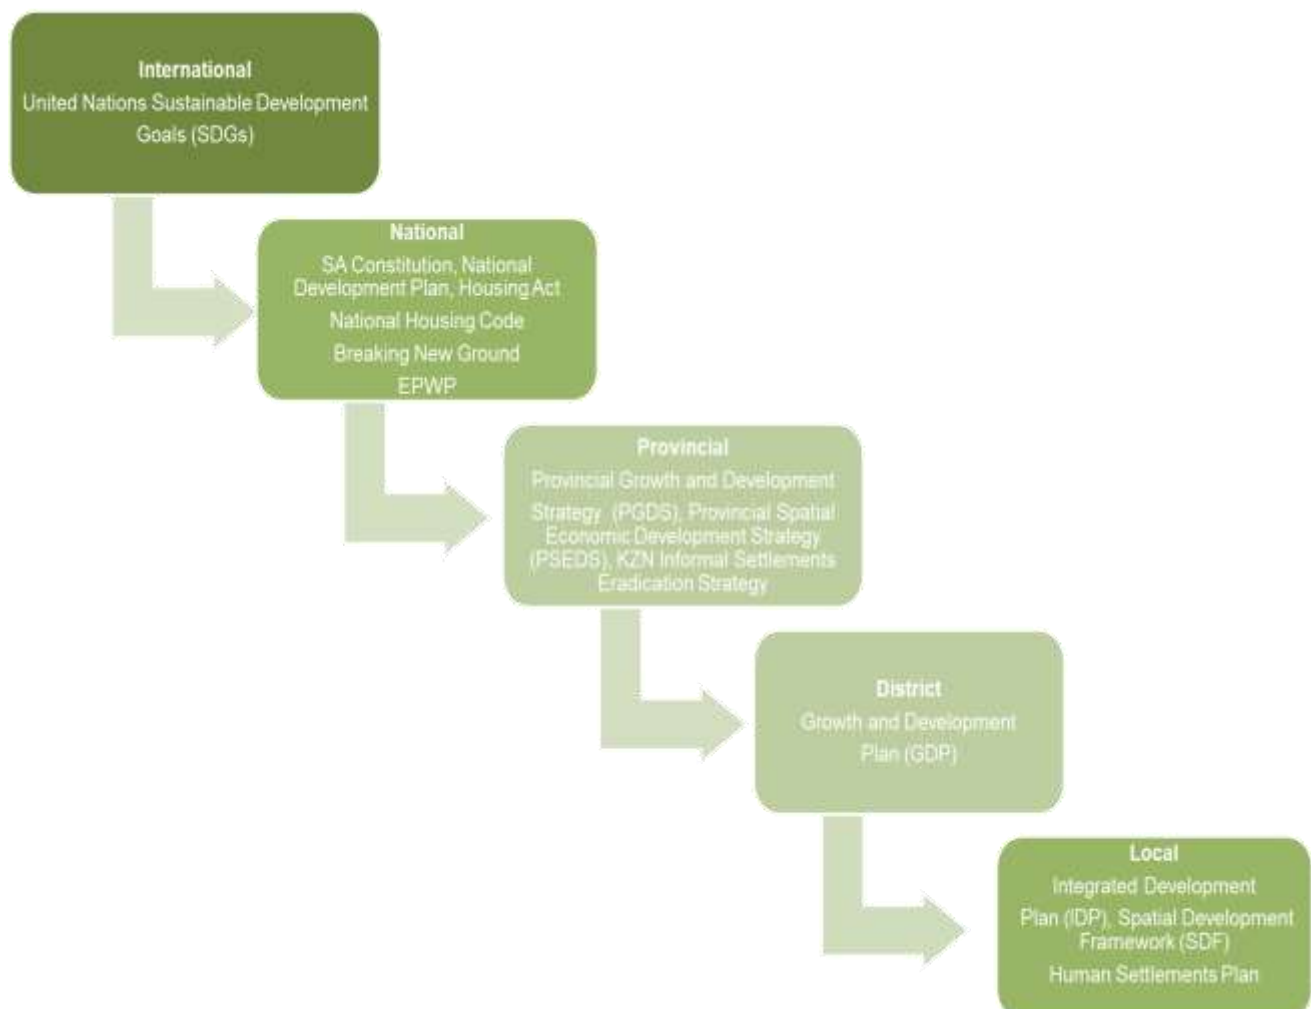 International
United Nations Sustainable Development
Goals (SDGs)
National
SA Constitution, National
Development Plan, Housing Act
National Housing Code
Breaking New Ground
EPWP
Provincial
Provincial Growth and Development
Strategy (PGDS), Provincial Spatial
Economic Development Strategy
(PSEDS), KZN Informal Settlements
Eradication Strategy
District
Growth and Development
Plan (GDP)
Local
Integrated Development
Plan (IDP), Spatial Development
Framework (SDF)
Human Settlements Plan